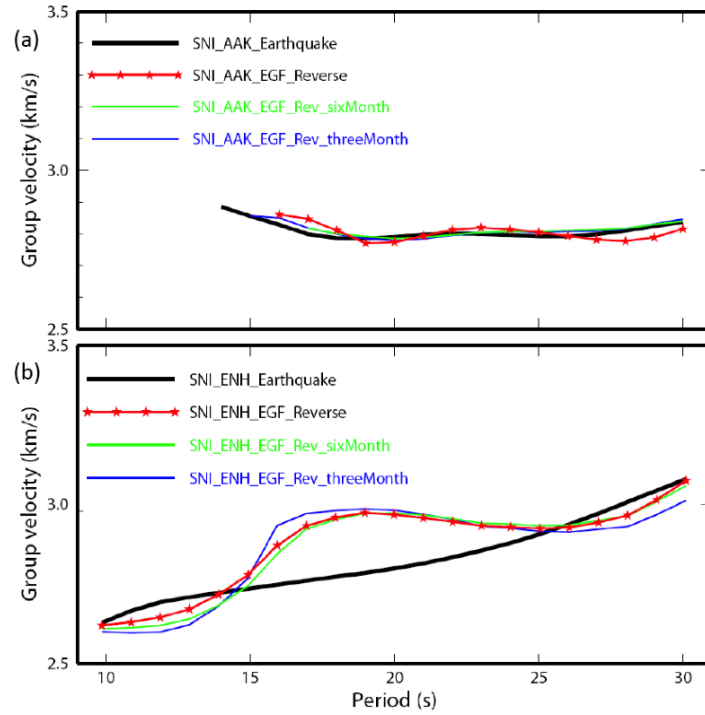 (a)
3.5
SNI_AAK_Earthquake
SNI_AAK_EGF_Reverse
SNI_AAK_EGF_Rev_sixMonth
SNI_AAK_EGF_Rev_threeMonth
3.0
2.5
Group velocity (km/s)
(b)
3.5
SNI_ENH_Earthquake
SNI_ENH_EGF_Reverse
SNI_ENH_EGF_Rev_sixMonth
SNI_ENH_EGF_Rev_threeMonth
3.0
2.5
Group velocity (km/s)
10 15 20 25 30
Period (s)